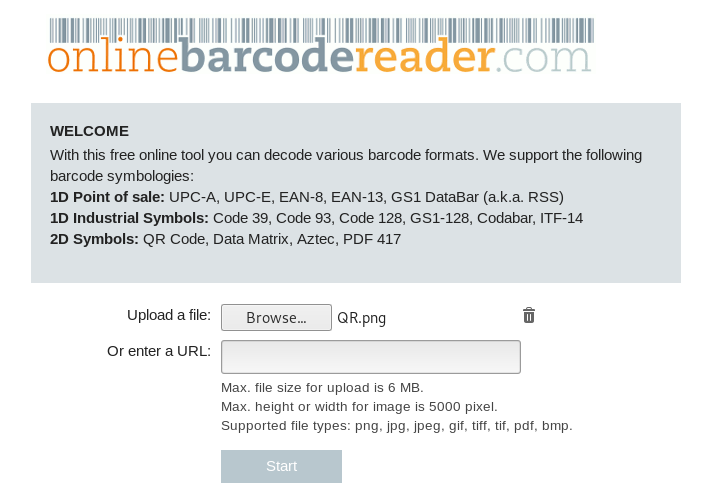 onlinebarcodereader.com
WELCOME
With this free online tool you can decode various barcode formats. We support the following
barcode symbologies:
1D Point of sale: UPC-A, UPC-E, EAN-8, EAN-13, GS1 DataBar (a.k.a. RSS)
1D Industrial Symbols: Code 39, Code 93, Code 128, GS1-128, Codabar, ITF-14
2D Symbols: QR Code, Data Matrix, Aztec, PDF 417
Upload a file: Browse... QR.png
Or enter a URL:
Max. file size for upload is 6 MB.
Max. height or width for image is 5000 pixel.
Supported file types: png, jpg, jpeg, gif, tiff, tif, pdf, bmp.
Start